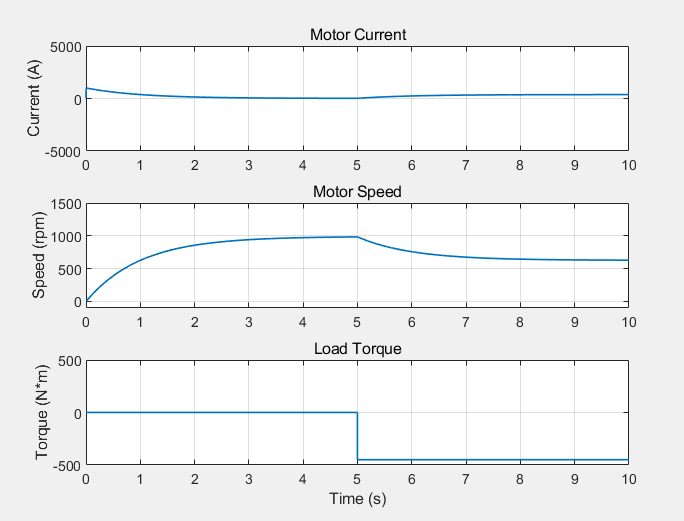 Motor Current
Current (A)
5000
0
-5000
0 1 2 3 4 5 6 7 8 9 10
Motor Speed
Speed (rpm)
1500
1000
500
0
0 1 2 3 4 5 6 7 8 9 10
Load Torque
Torque (N*m)
500
0
-500
0 1 2 3 4 5 6 7 8 9 10
Time (s)